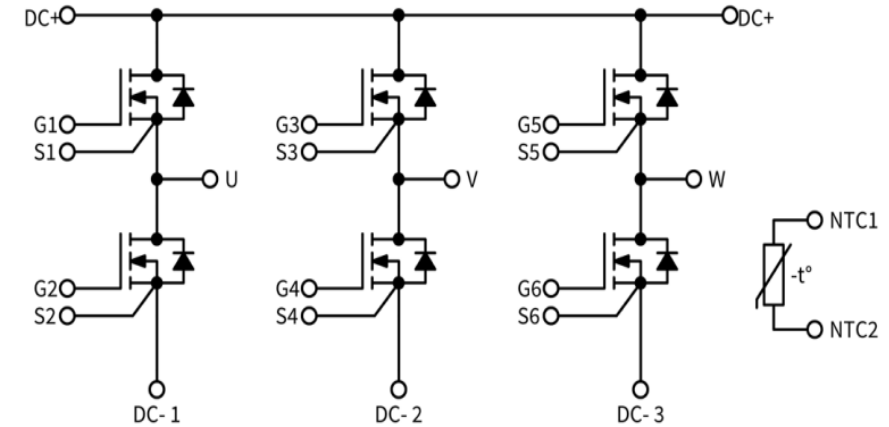 DC+
DC+
G1
S1
G3
S3
G5
S5
U
V
W
NTC1
-t°
NTC2
G2
S2
G4
S4
G6
S6
DC- 1
DC- 2
DC- 3